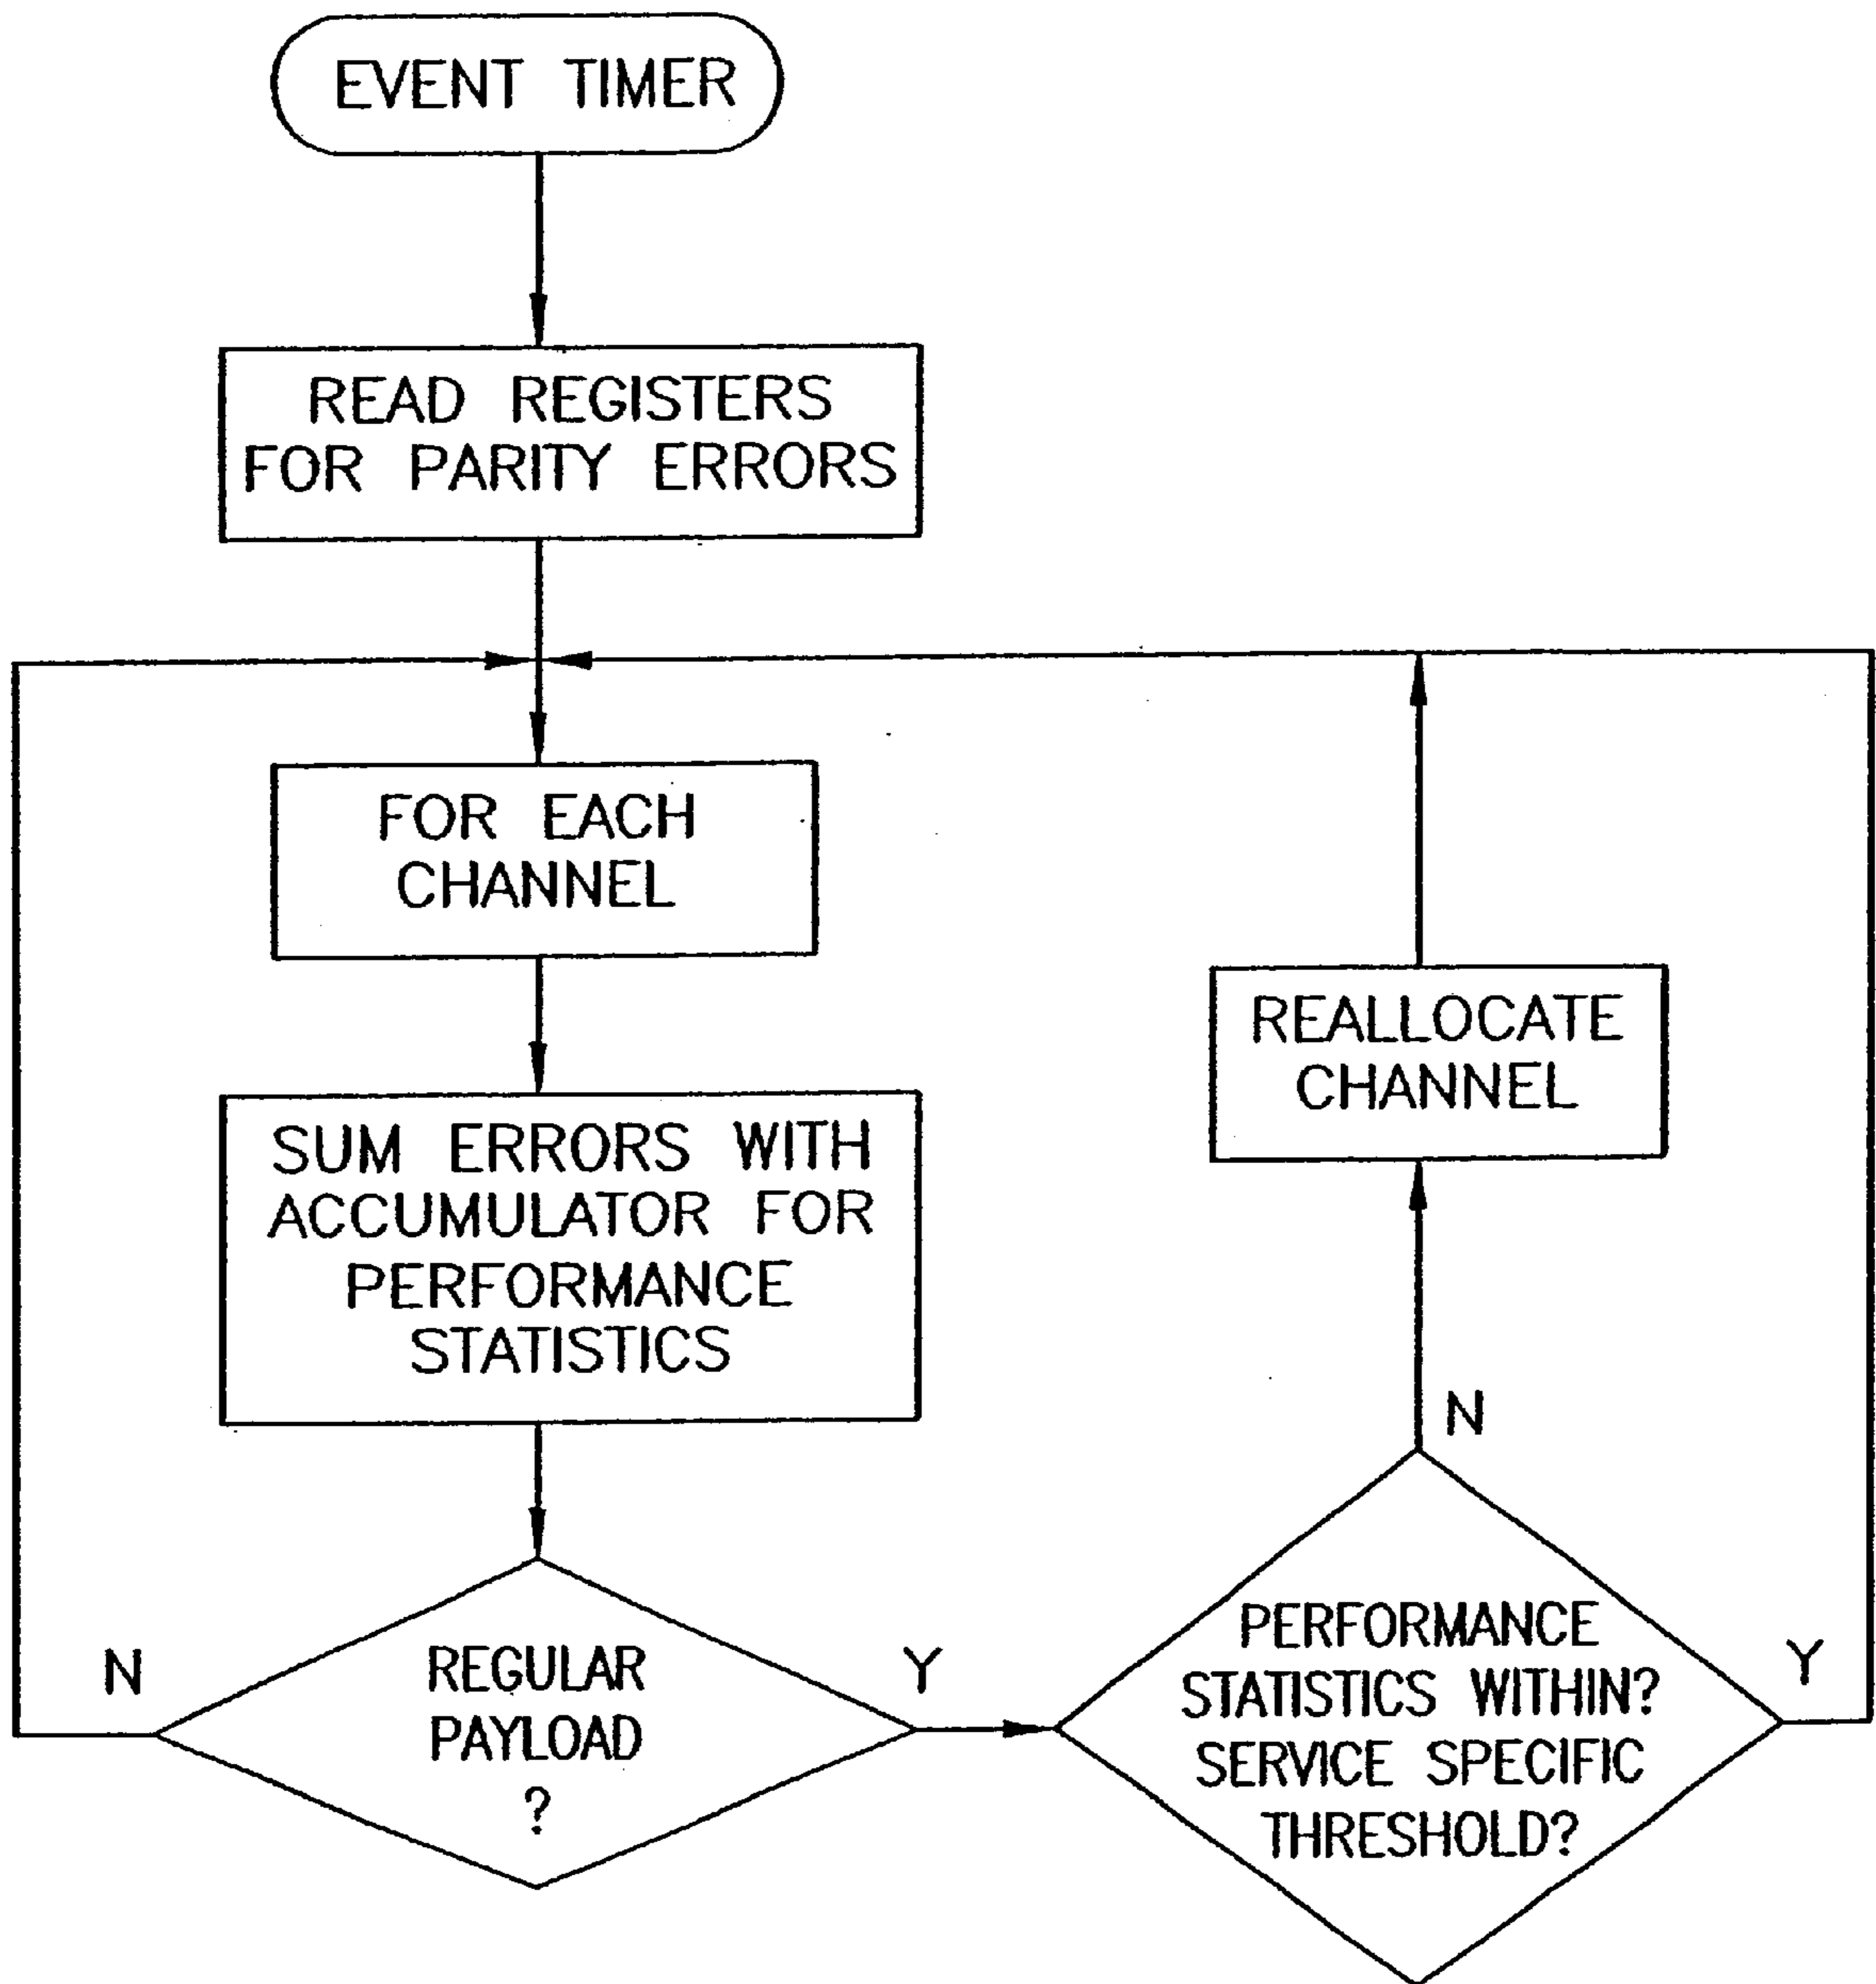 EVENT TIMER
READ REGISTERS
FOR PARITY ERRORS
FOR EACH
CHANNEL
SUM ERRORS WITH
ACCUMULATOR FOR
PERFORMANCE
STATISTICS
REGULAR
PAYLOAD
?
N
Y
PERFORMANCE
STATISTICS WITHIN?
SERVICE SPECIFIC
THRESHOLD?
N
Y
REALLOCATE
CHANNEL